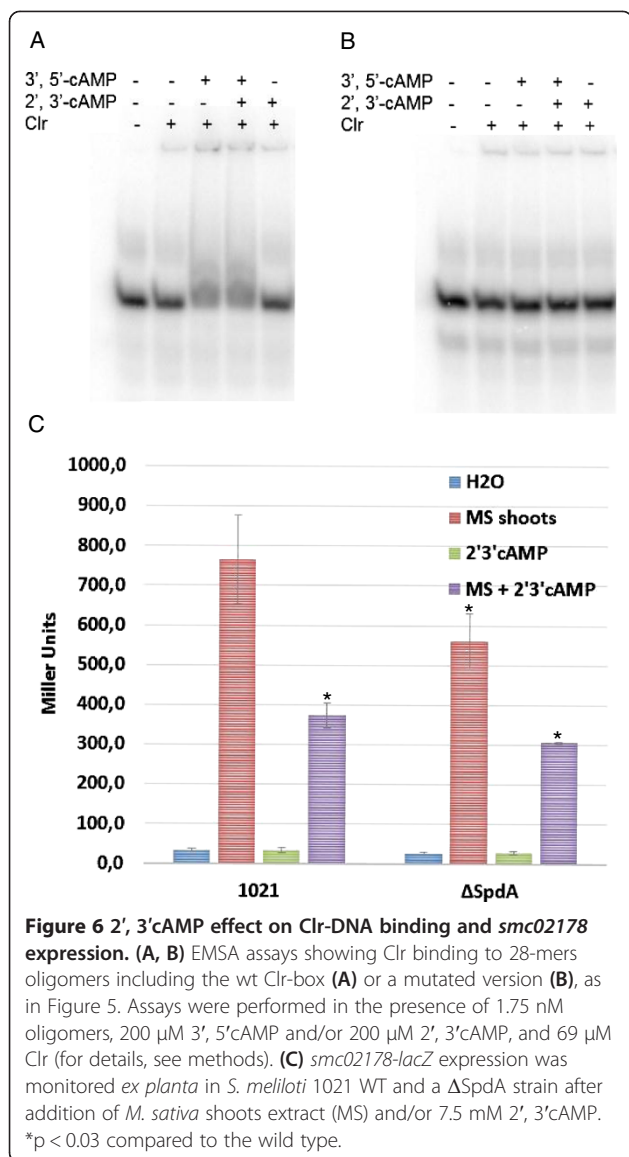 A
3', 5'-cAMP - - + + -
2', 3'-cAMP - - - + +
Clr - + + + +
B
3', 5'-cAMP - - + + -
2', 3'-cAMP - - - + +
Clr - + + + +
C
1000,0
900,0
800,0
700,0
600,0
500,0
400,0
300,0
200,0
100,0
0,0
Miller Units
H2O
MS shoots
2'3'cAMP
MS + 2'3'cAMP
*
*
*
1021
ΔSpdA
Figure 6 2′, 3′cAMP effect on Clr-DNA binding and smc02178
expression. (A, B) EMSA assays showing Clr binding to 28-mers
oligomers including the wt Clr-box (A) or a mutated version (B), as
in Figure 5. Assays were performed in the presence of 1.75 nM
oligomers, 200 μM 3′, 5′cAMP and/or 200 μM 2′, 3′cAMP, and 69 μM
Clr (for details, see methods). (C) smc02178-lacZ expression was
monitored ex planta in S. meliloti 1021 WT and a ΔSpdA strain after
addition of M. sativa shoots extract (MS) and/or 7.5 mM 2′, 3′cAMP.
*p < 0.03 compared to the wild type.